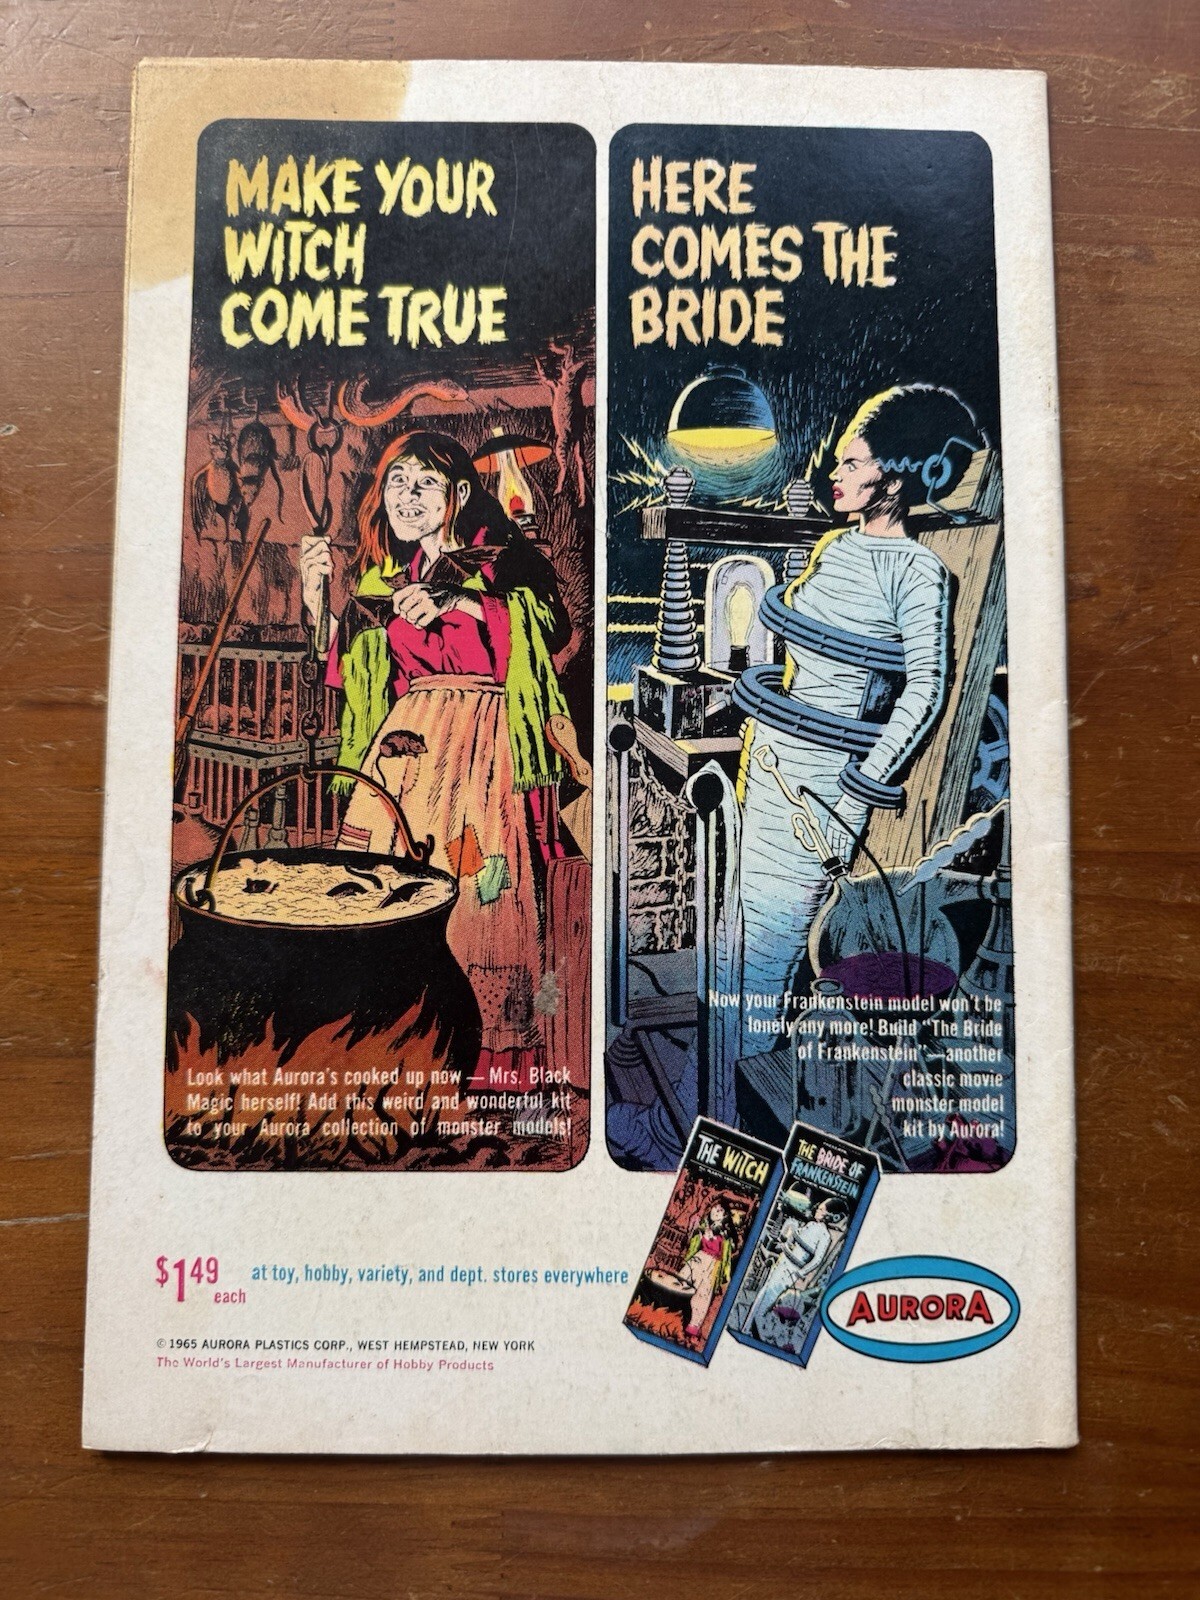 MAKE YOUR
WITCH
COME TRUE
Look what Aurora's cooked up now — Mrs. Black
Magic herself! Add this weird and wonderful kit
to your Aurora collection of monster models!
HERE
COMES THE
BRIDE
Now your Frankenstein model won't be
lonely any more! Build "The Bride
of Frankenstein"—another
classic movie
monster model
kit by Aurora!
THE WITCH
THE BRIDE OF
FRANKENSTEIN
$1.49 each
at toy, hobby, variety, and dept. stores everywhere
AURORA
© 1965 AURORA PLASTICS CORP., WEST HEMPSTEAD, NEW YORK
The World's Largest Manufacturer of Hobby Products